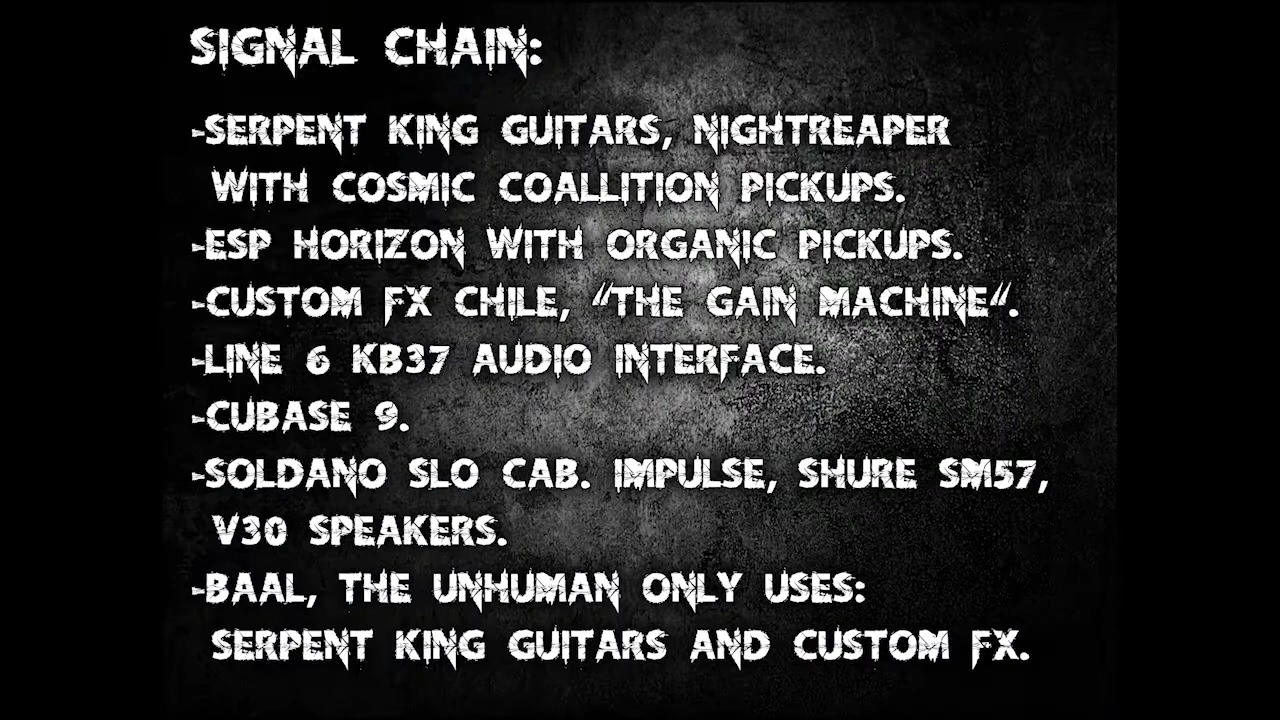 SIGNAL CHAIN:
-SERPENT KING GUITARS, NIGHTREAPER
WITH COSMIC COALLITION PICKUPS.
-ESP HORIZON WITH ORGANIC PICKUPS.
-CUSTOM FX CHILE, "THE GAIN MACHINE".
-LINE 6 KB37 AUDIO INTERFACE.
-CUBASE 9.
-SOLDANO SLO CAB. IMPULSE, SHURE SM57,
V30 SPEAKERS.
-BAAL, THE UNHUMAN ONLY USES:
SERPENT KING GUITARS AND CUSTOM FX.